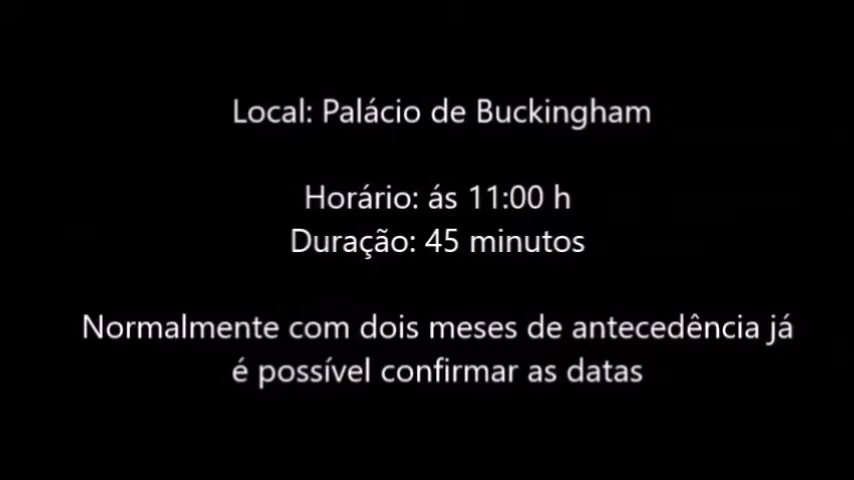 Local: Palácio de Buckingham
Horário: ás 11:00 h
Duração: 45 minutos
Normalmente com dois meses de antecedência já
é possível confirmar as datas